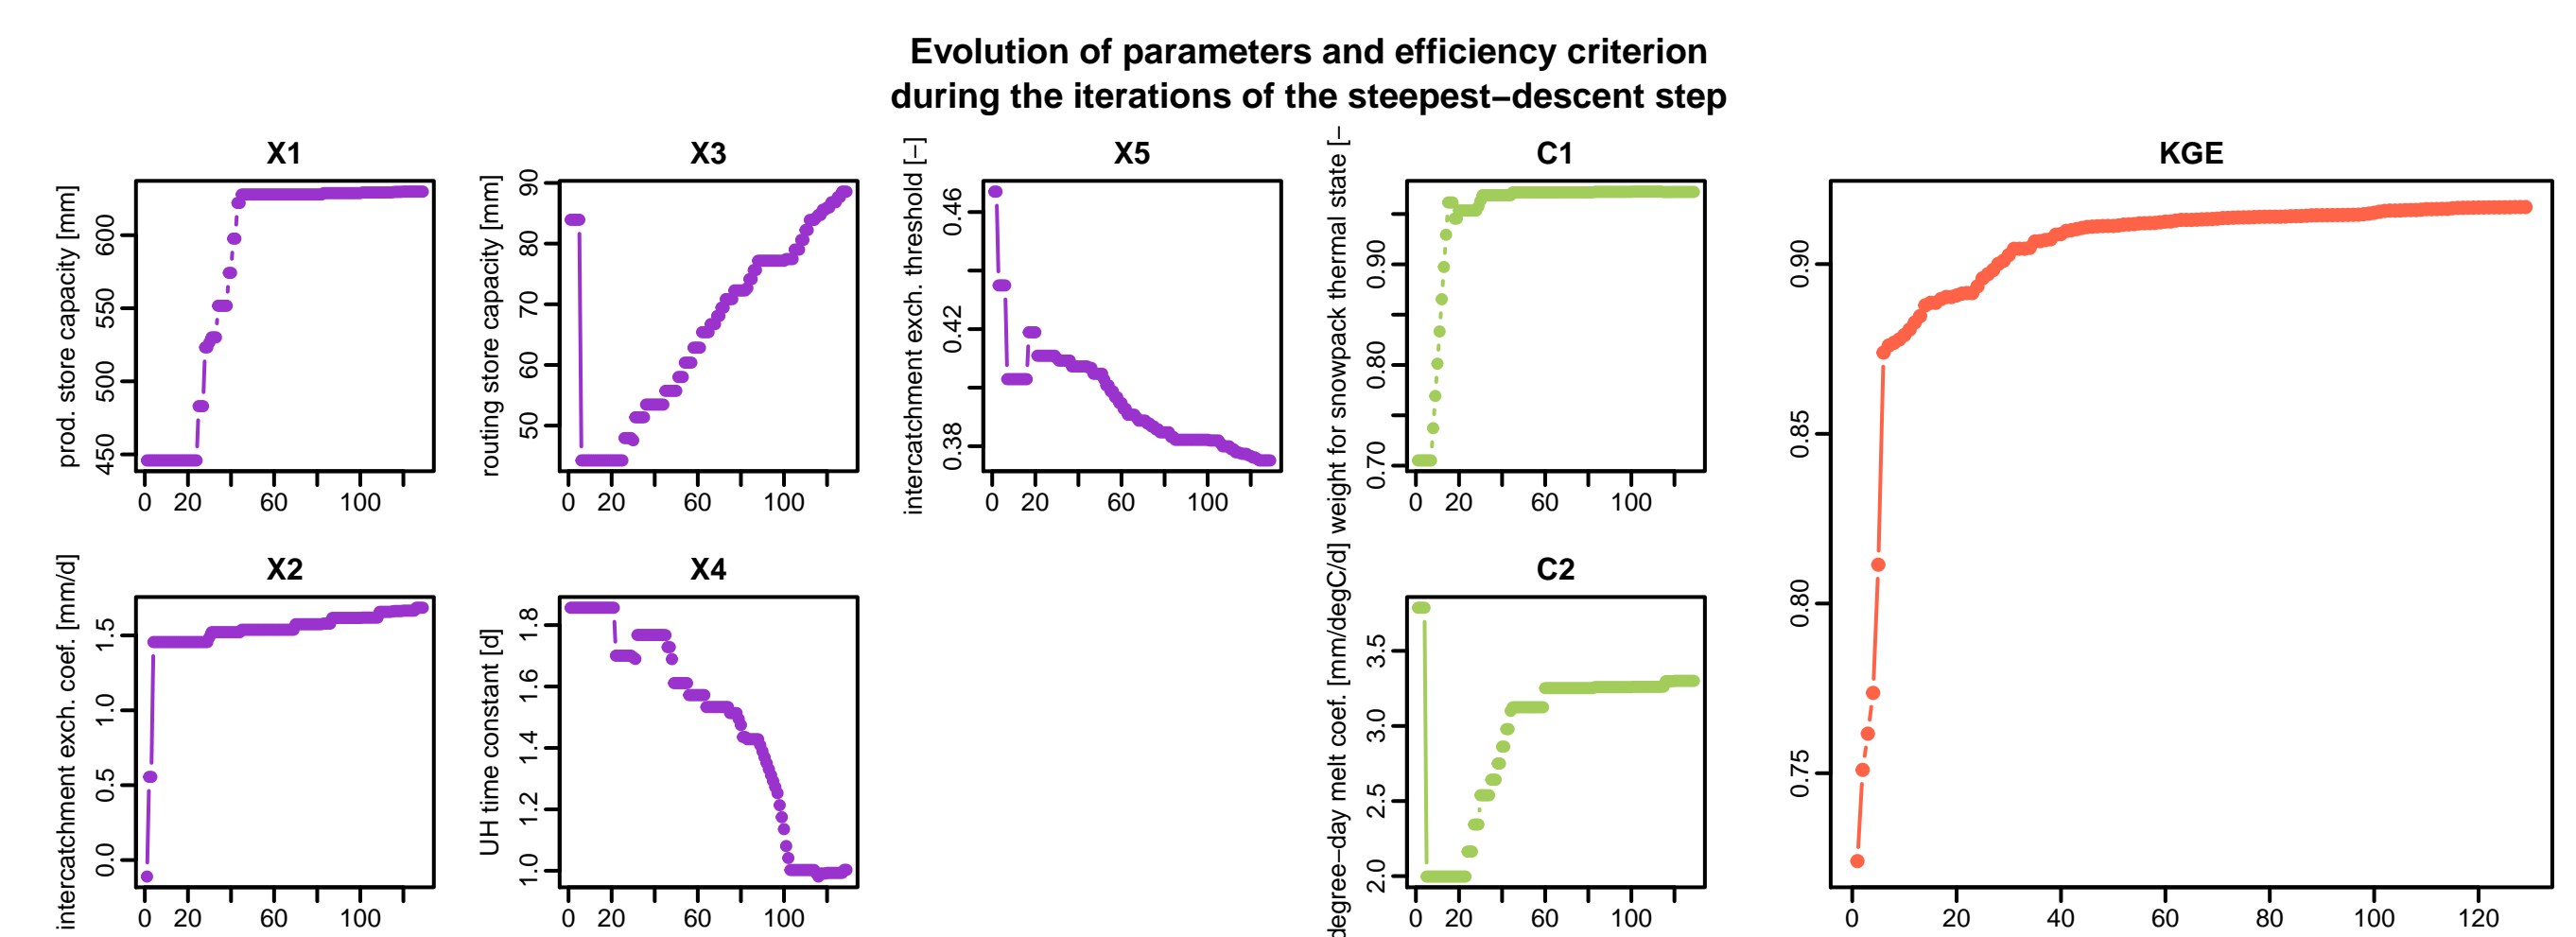 Evolution of parameters and efficiency criterion
during the iterations of the steepest−descent step
X1
prod. store capacity [mm]
450 500 550 600
0 20 60 100
X3
routing store capacity [mm]
50 60 70 80 90
0 20 60 100
X5
intercatchment exch. threshold [−]
0.38 0.42 0.46
0 20 60 100
C1
weight for snowpack thermal state [−
0.70 0.80 0.90
0 20 60 100
KGE
0.75 0.80 0.85 0.90
0 20 40 60 80 100 120
X2
intercatchment exch. coef. [mm/d]
0.0 0.5 1.0 1.5
0 20 60 100
X4
UH time constant [d]
1.0 1.2 1.4 1.6 1.8
0 20 60 100
C2
degree−day melt coef. [mm/degC/d]
2.0 2.5 3.0 3.5
0 20 60 100